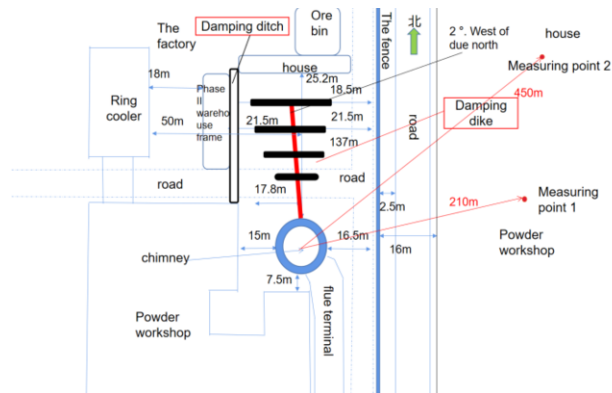 The
factory
Damping ditch
Ore
bin
The fence
北
2 °. West of
due north
house
Measuring point 2
450m
house
25.2m
18m
Ring
cooler
Phase
II
wareho
use
frame
18.5m
21.5m
21.5m
Damping
dike
50m
137m
road
road
road
17.8m
2.5m
210m
Measuring
point 1
15m
16.5m
16m
Powder
workshop
chimney
7.5m
flue terminal
Powder
workshop